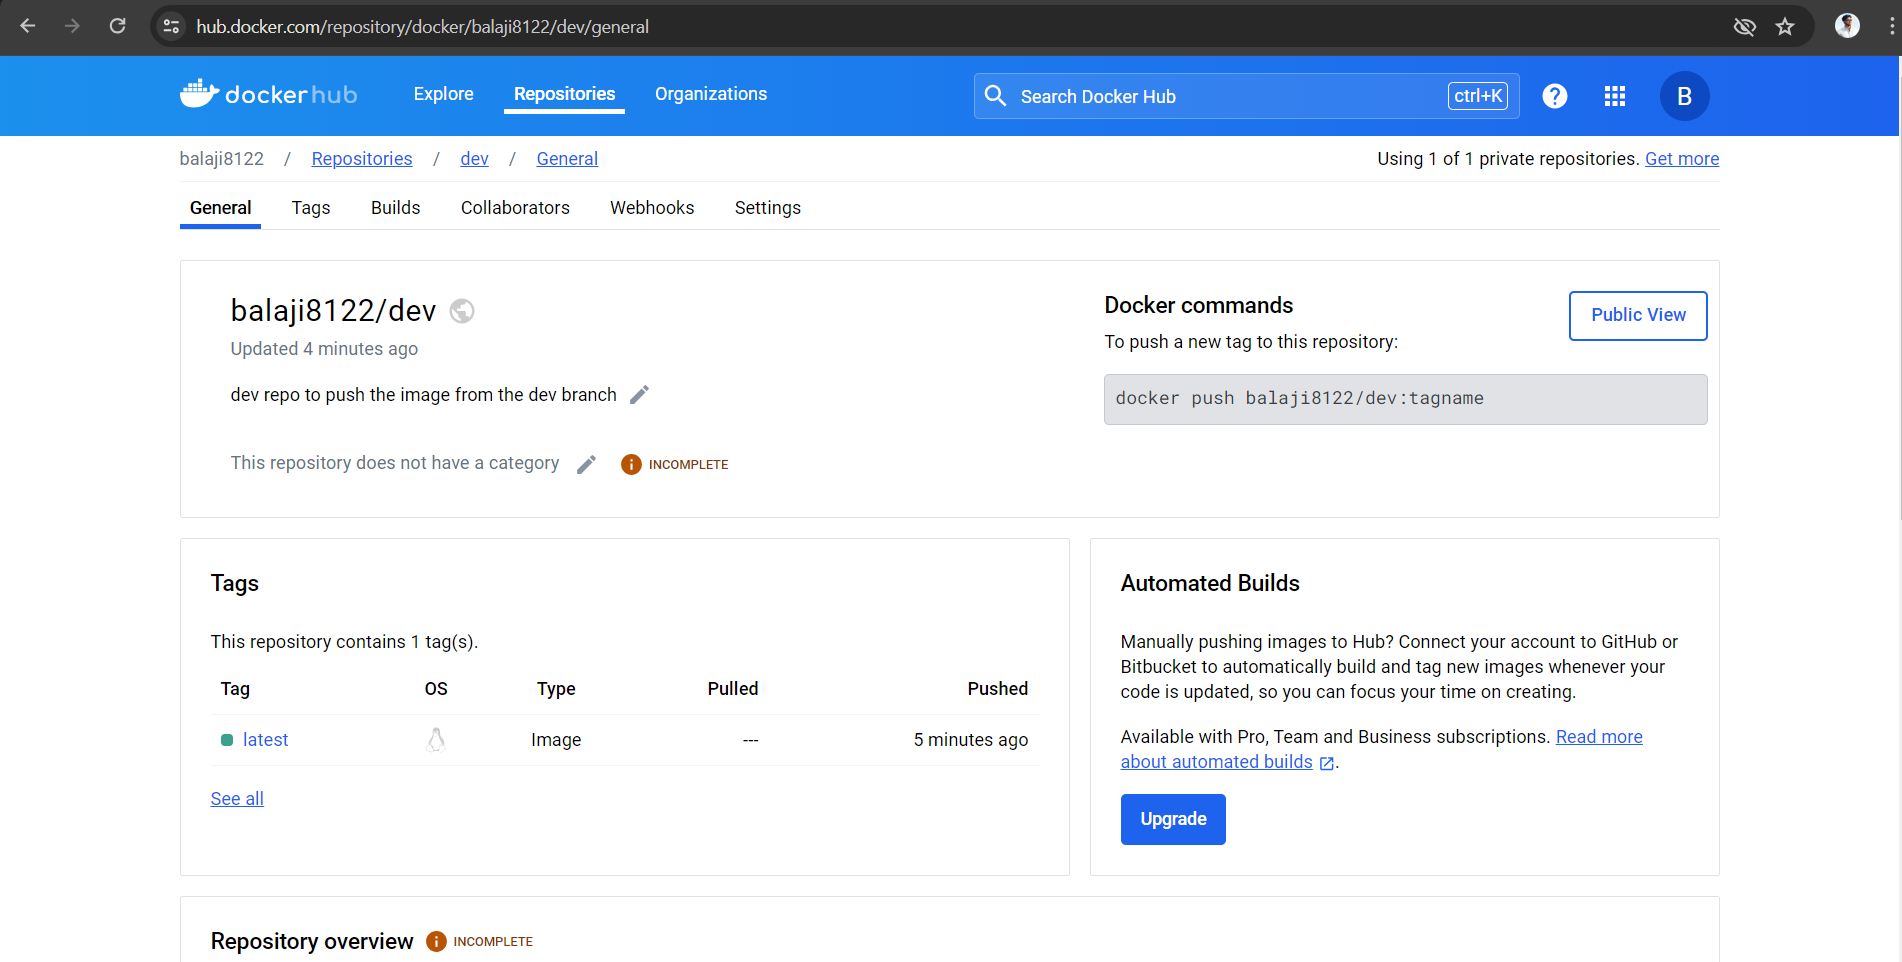 hub.docker.com/repository/docker/balaji8122/dev/general
dockerhub Explore Repositories Organizations Search Docker Hub ctrl+K ? B
balaji8122 / Repositories / dev / General Using 1 of 1 private repositories. Get more
General Tags Builds Collaborators Webhooks Settings
balaji8122/dev
Updated 4 minutes ago
dev repo to push the image from the dev branch
This repository does not have a category i INCOMPLETE
Docker commands
Public View
To push a new tag to this repository:
docker push balaji8122/dev:tagname
Tags
This repository contains 1 tag(s).
Tag OS Type Pulled Pushed
latest Image --- 5 minutes ago
See all
Automated Builds
Manually pushing images to Hub? Connect your account to GitHub or
Bitbucket to automatically build and tag new images whenever your
code is updated, so you can focus your time on creating.
Available with Pro, Team and Business subscriptions. Read more
about automated builds .
Upgrade
Repository overview i INCOMPLETE